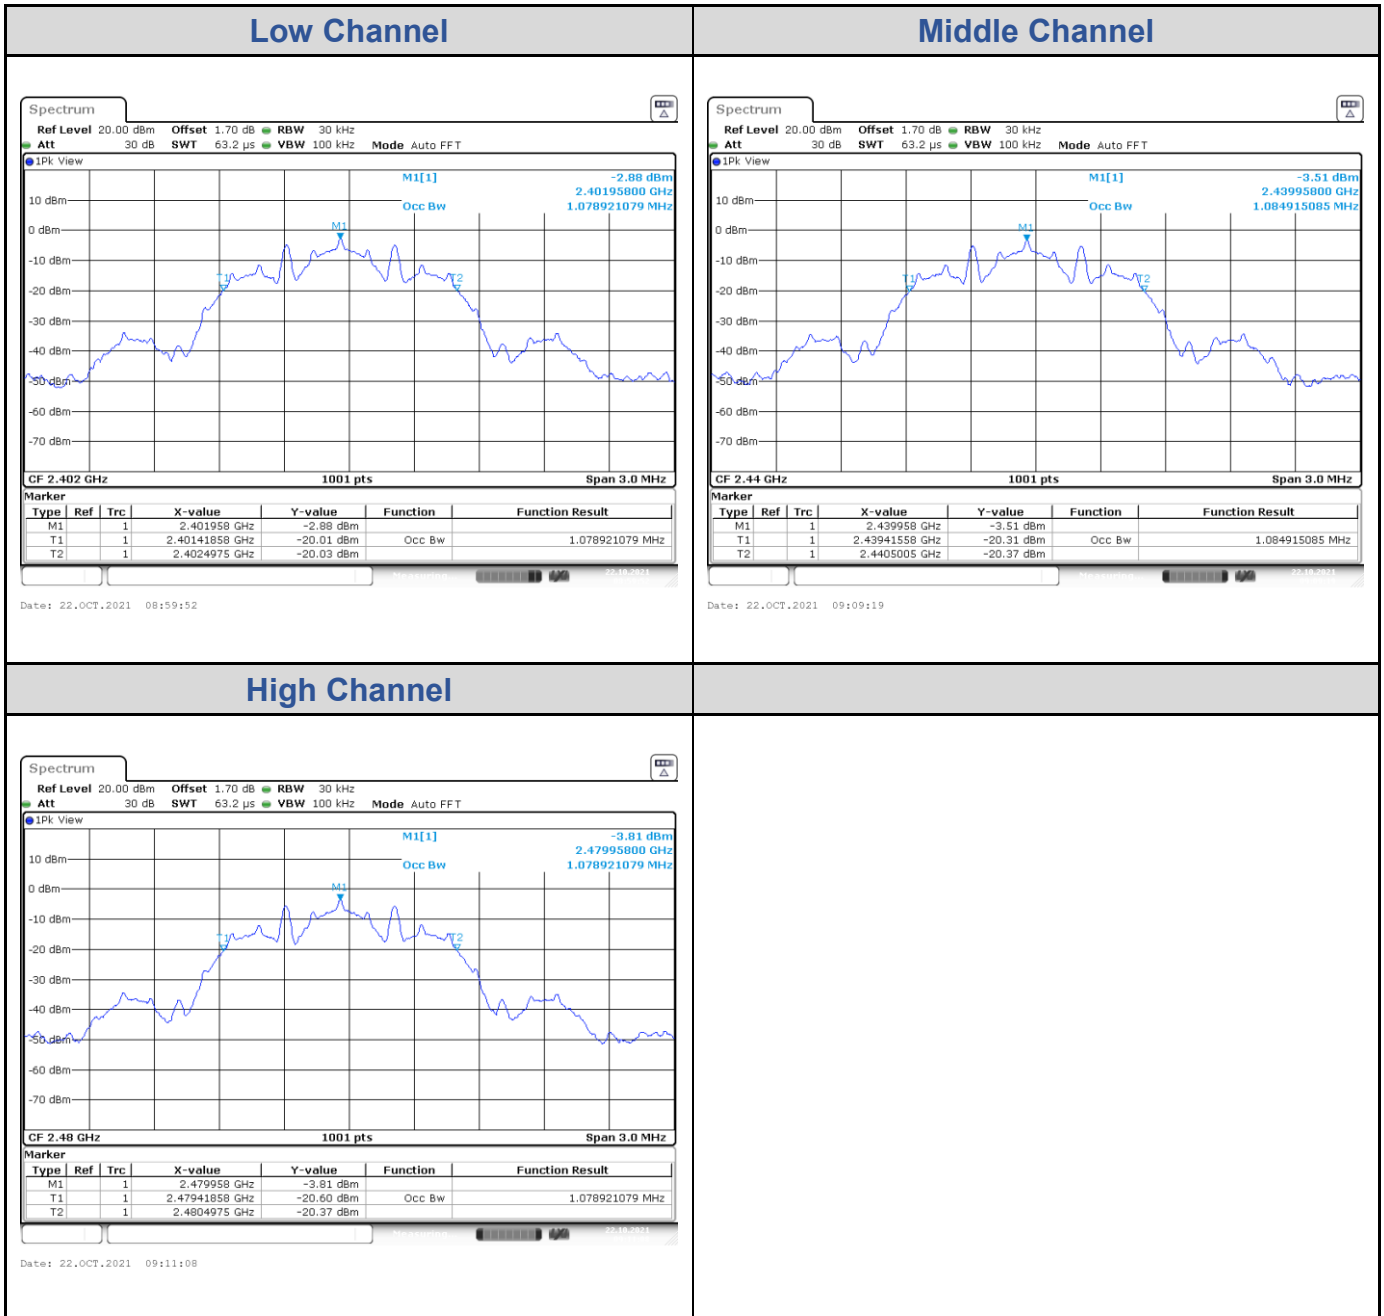 Low Channel
Middle Channel
Spectrum
Ref Level 20.00 dBm Offset 1.70 dB RBW 30 kHz
Att 30 dB SWT 63.2 µs VBW 100 kHz Mode Auto FFT
1Pk View
M1[1] -2.88 dBm
2.40195800 GHz
Occ Bw 1.078921079 MHz
10 dBm
M1
0 dBm
-10 dBm
T1 T2
-20 dBm
-30 dBm
-40 dBm
-50 dBm
-60 dBm
-70 dBm
CF 2.402 GHz 1001 pts Span 3.0 MHz
Marker
Type Ref Trc X-value Y-value Function Function Result
M1 1 2.401958 GHz -2.88 dBm
T1 1 2.40141858 GHz -20.01 dBm Occ Bw 1.078921079 MHz
T2 1 2.4024975 GHz -20.03 dBm
Measuring 22.10.2021
Date: 22.OCT.2021 08:59:52
Spectrum
Ref Level 20.00 dBm Offset 1.70 dB RBW 30 kHz
Att 30 dB SWT 63.2 µs VBW 100 kHz Mode Auto FFT
1Pk View
M1[1] -3.51 dBm
2.43995800 GHz
Occ Bw 1.084915085 MHz
10 dBm
M1
0 dBm
-10 dBm
T1 T2
-20 dBm
-30 dBm
-40 dBm
-50 dBm
-60 dBm
-70 dBm
CF 2.44 GHz 1001 pts Span 3.0 MHz
Marker
Type Ref Trc X-value Y-value Function Function Result
M1 1 2.439958 GHz -3.51 dBm
T1 1 2.43941558 GHz -20.31 dBm Occ Bw 1.084915085 MHz
T2 1 2.4405005 GHz -20.37 dBm
Measuring 22.10.2021
Date: 22.OCT.2021 09:09:19
High Channel
Spectrum
Ref Level 20.00 dBm Offset 1.70 dB RBW 30 kHz
Att 30 dB SWT 63.2 µs VBW 100 kHz Mode Auto FFT
1Pk View
M1[1] -3.81 dBm
2.47995800 GHz
Occ Bw 1.078921079 MHz
10 dBm
M1
0 dBm
-10 dBm
T1 T2
-20 dBm
-30 dBm
-40 dBm
-50 dBm
-60 dBm
-70 dBm
CF 2.48 GHz 1001 pts Span 3.0 MHz
Marker
Type Ref Trc X-value Y-value Function Function Result
M1 1 2.479958 GHz -3.81 dBm
T1 1 2.47941858 GHz -20.60 dBm Occ Bw 1.078921079 MHz
T2 1 2.4804975 GHz -20.37 dBm
Measuring 22.10.2021
Date: 22.OCT.2021 09:11:08